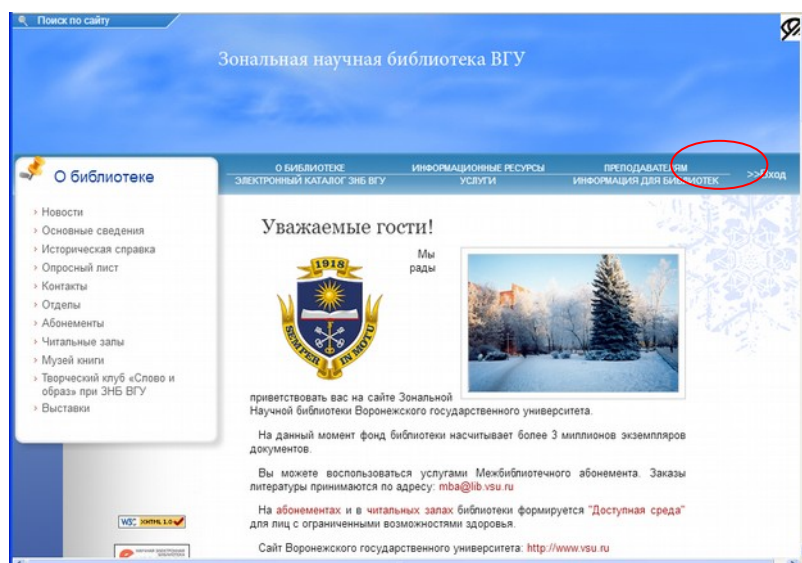 Поиск по сайту
Я
Зональная научная библиотека ВГУ
О БИБЛИОТЕКЕ ИНФОРМАЦИОННЫЕ РЕСУРСЫ ПРЕПОДАВАТЕЛЯМ
ЭЛЕКТРОННЫЙ КАТАЛОГ ЗНБ ВГУ УСЛУГИ ИНФОРМАЦИЯ ДЛЯ БИБЛИОТЕК
>>Вход
О библиотеке
Новости
Основные сведения
Историческая справка
Опросный лист
Контакты
Отделы
Абонементы
Читальные залы
Музей книги
Творческий клуб «Слово и
образ» при ЗНБ ВГУ
Выставки
W3C XHTML 1.0
НАУЧНАЯ ЭЛЕКТРОННАЯ
БИБЛИОТЕКА
Уважаемые гости!
1918
SEMPER IN MOTU
Мы
рады
приветствовать вас на сайте Зональной
Научной библиотеки Воронежского государственного университета.
На данный момент фонд библиотеки насчитывает более 3 миллионов экземпляров
документов.
Вы можете воспользоваться услугами Межбиблиотечного абонемента. Заказы
литературы принимаются по адресу: mba@lib.vsu.ru
На абонементах и в читальных залах библиотеки формируется "Доступная среда"
для лиц с ограниченными возможностями здоровья.
Сайт Воронежского государственного университета: http://www.vsu.ru